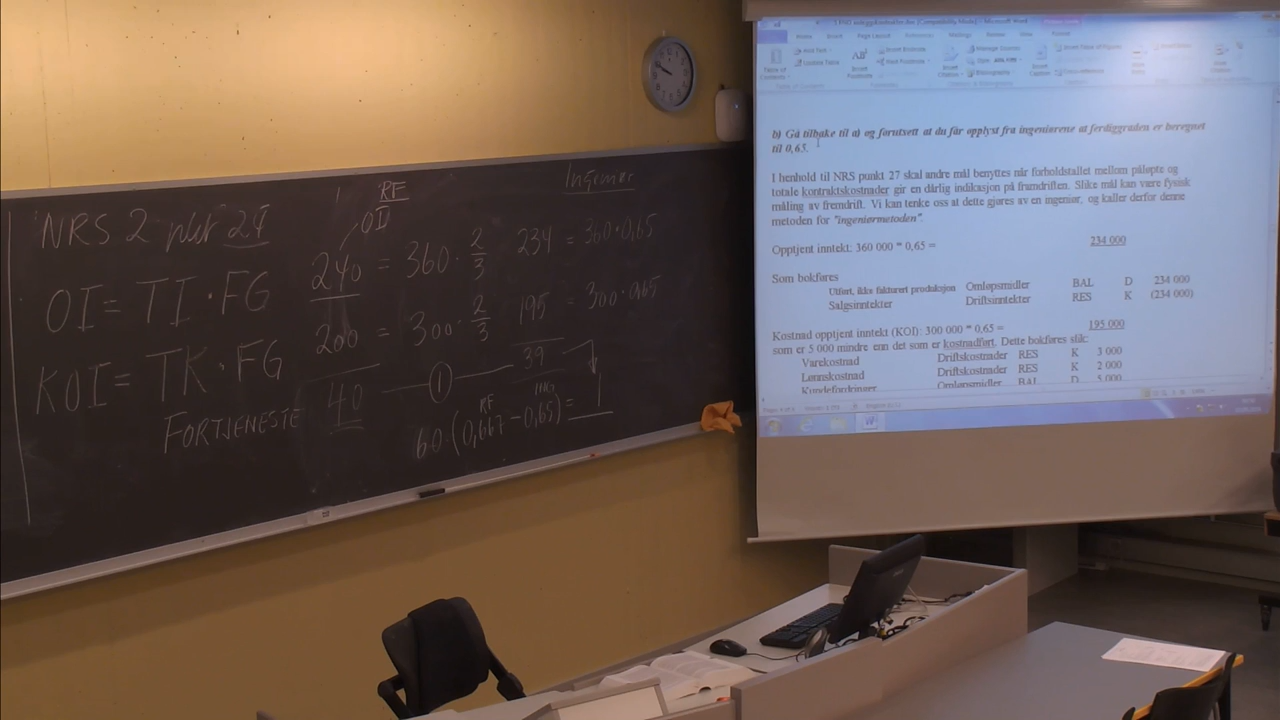 NRS 2 pkt 27
OI = TI · FG
KOI = TK · FG
FORTJENESTE
RF
OI
240 = 360 · 2/3
200 = 300 · 2/3
40
1
Ingeniør
234 = 360 · 0,65
195 = 300 · 0,65
39
RF ING
60 · (0,667 - 0,65) = 1
b) Gå tilbake til a) og forutsett at du får opplyst fra ingeniørene at ferdiggraden er beregnet
til 0,65.
I henhold til NRS punkt 27 skal andre mål benyttes når forholdstallet mellom påløpte og
totale kontraktskostnader gir en dårlig indikasjon på framdriften. Slike mål kan være fysisk
måling av fremdrift. Vi kan tenke oss at dette gjøres av en ingeniør, og kaller derfor denne
metoden for "ingeniørmetoden".
Opptjent inntekt: 360 000 * 0,65 = 234 000
Som bokføres
Utført, ikke fakturert produksjon Omløpsmidler BAL D 234 000
Salgsinntekter Driftsinntekter RES K (234 000)
Kostnad opptjent inntekt (KOI): 300 000 * 0,65 = 195 000
som er 5 000 mindre enn det som er kostnadført. Dette bokføres slik:
Varekostnad Driftskostnader RES K 3 000
Lønnskostnad Driftskostnader RES K 2 000
Kundefordringer Omløpsmidler BAL D 5 000